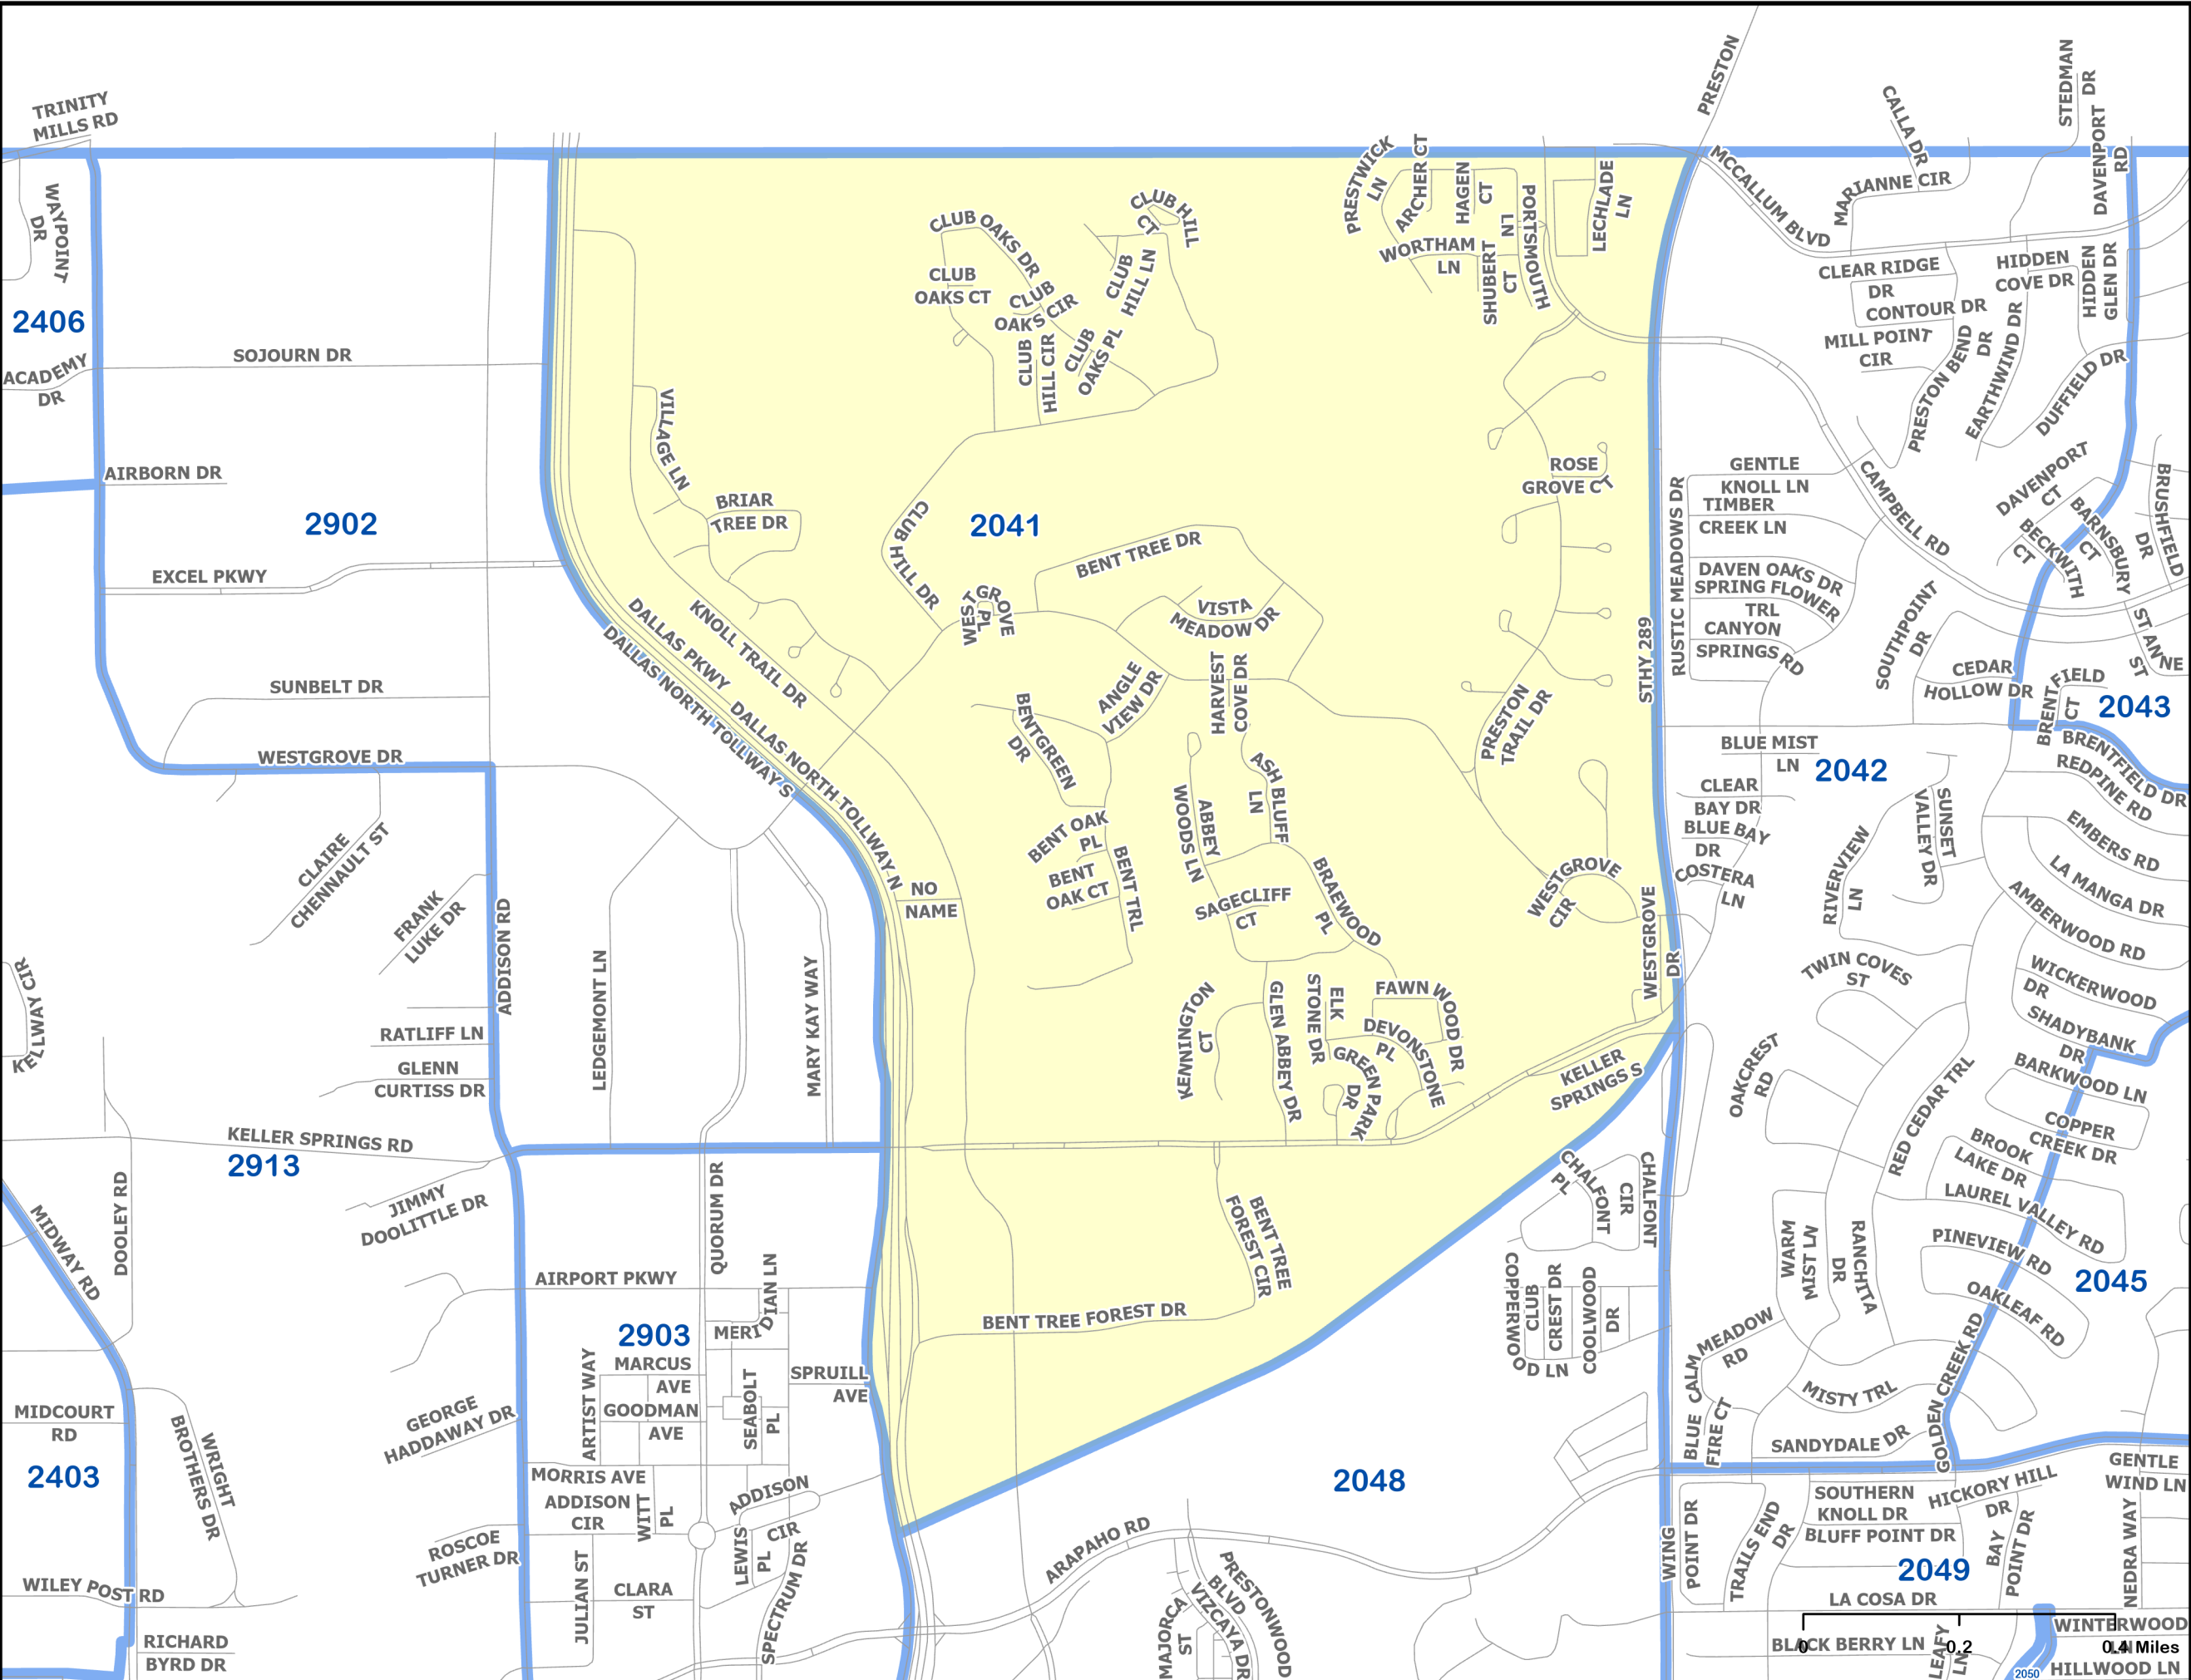 TRINITY
MILLS RD
WAYPOINT
DR
2406
ACADEMY
DR
SOJOURN DR
AIRBORN DR
2902
EXCEL PKWY
SUNBELT DR
WESTGROVE DR
CLAIRE
CHENNAULT ST
FRANK
LUKE DR
ADDISON RD
KELLWAY CIR
RATLIFF LN
GLENN
CURTISS DR
KELLER SPRINGS RD
2913
JIMMY
DOOLITTLE DR
DOOLEY RD
MIDWAY RD
MIDCOURT
RD
2403
WRIGHT
BROTHERS DR
GEORGE
HADDAWAY DR
ROSCOE
TURNER DR
WILEY POST RD
RICHARD
BYRD DR
LEDGEMONT LN
MARY KAY WAY
QUORUM DR
AIRPORT PKWY
MERIDIAN LN
2903
MARCUS
AVE
GOODMAN
AVE
ARTIST WAY
SEABOLT
PL
SPRUILL
AVE
MORRIS AVE
ADDISON
CIR
WITT
PL
ADDISON
CIR
LEWIS
PL
JULIAN ST
CLARA
ST
SPECTRUM DR
VILLAGE LN
BRIAR
TREE DR
KNOLL TRAIL DR
DALLAS PKWY
DALLAS NORTH TOLLWAY S
DALLAS NORTH TOLLWAY N
NO
NAME
CLUB OAKS DR
CLUB
OAKS CT
CLUB
OAKS CIR
CLUB HILL
CT
CLUB
HILL LN
CLUB
HILL CIR
CLUB
OAKS PL
CLUB HILL DR
2041
BENT TREE DR
WESTGROVE
PL
VISTA
MEADOW DR
ANGLE
VIEW DR
HARVEST
COVE DR
BENTGREEN
DR
BENT OAK
PL
BENT
OAK CT
BENT TRL
ABBEY
WOODS LN
ASH BLUFF
LN
SAGECLIFF
CT
BRAEWOOD
PL
KENNINGTON
CT
GLEN ABBEY DR
ELK
STONE DR
FAWN WOOD DR
DEVONSTONE
PL
GREEN PARK
DR
KELLER
SPRINGS S
BENT TREE
FOREST CIR
BENT TREE FOREST DR
PRESTWICK
LN
ARCHER CT
HAGEN
CT
WORTHAM
LN
SHUBERT
CT
PORTSMOUTH
LN
LECHLADE
LN
ROSE
GROVE CT
PRESTON
TRAIL DR
WESTGROVE
CIR
WESTGROVE
DR
STHY 289
PRESTON
MCCALLUM BLVD
CALLA DR
MARIANNE CIR
STEDMAN
DR
DAVENPORT
RD
CLEAR RIDGE
DR
CONTOUR DR
MILL POINT
CIR
HIDDEN
COVE DR
HIDDEN
GLEN DR
PRESTON BEND
DR
EARTHWIND DR
DUFFIELD DR
RUSTIC MEADOWS DR
GENTLE
KNOLL LN
TIMBER
CREEK LN
CAMPBELL RD
DAVEN OAKS DR
SPRING FLOWER
TRL
CANYON
SPRINGS RD
DAVENPORT
CT
BECKWITH
CT
BARNSBURY
CT
BRUSHFIELD
DR
SOUTHPOINT
DR
ST ANNE
ST
CEDAR
HOLLOW DR
BRENTFIELD
CT
2043
BLUE MIST
LN
2042
BRENTFIELD DR
REDPINE RD
CLEAR
BAY DR
BLUE BAY
DR
COSTERA
LN
SUNSET
VALLEY DR
RIVERVIEW
LN
EMBERS RD
LA MANGA DR
AMBERWOOD RD
TWIN COVES
ST
WICKERWOOD
DR
SHADYBANK
DR
OAKCREST
RD
RED CEDAR TRL
BARKWOOD LN
COPPER
CREEK DR
BROOK
LAKE DR
LAUREL VALLEY RD
PINEVIEW RD
2045
OAKLEAF RD
WARM
MIST LN
RANCHITA
DR
CHALFONT
PL
CHALFONT
CIR
COPPERWOOD LN
CLUB
CREST DR
COOLWOOD
DR
MEADOW
RD
CALM
MISTY TRL
BLUE
FIRE CT
SANDYDALE DR
GOLDEN CREEK RD
2048
ARAPAHO RD
PRESTONWOOD
BLVD
VIZCAYA DR
MAJORCA
ST
WING
POINT DR
TRAILS END
DR
SOUTHERN
KNOLL DR
BLUFF POINT DR
HICKORY HILL
DR
GENTLE
WIND LN
2049
BAY
POINT DR
NEDRA WAY
LA COSA DR
WINTERWOOD
LN
BLACK BERRY LN
LEAFY
LN
HILLWOOD LN
2050
0
0.2
0.4 Miles